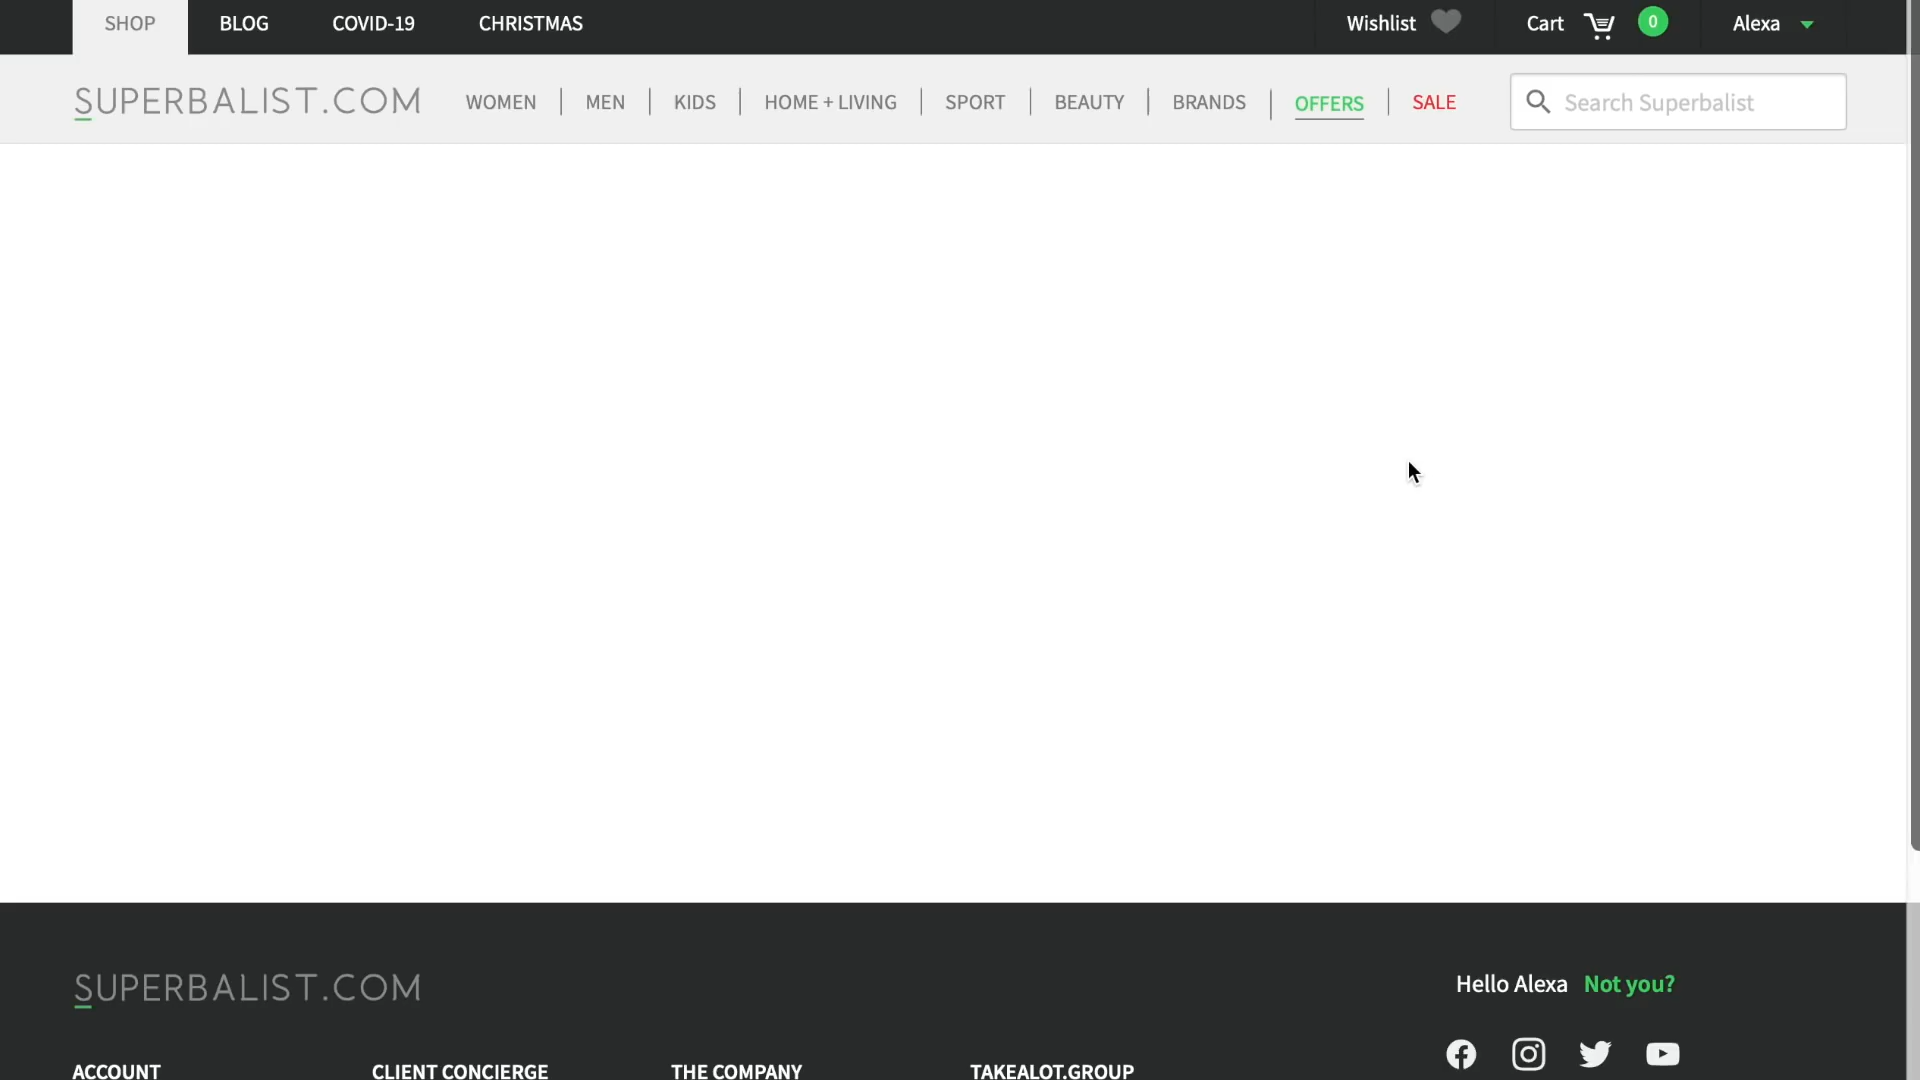 SHOP BLOG COVID-19 CHRISTMAS Wishlist Cart 0 Alexa
SUPERBALIST.COM WOMEN MEN KIDS HOME + LIVING SPORT BEAUTY BRANDS OFFERS SALE Search Superbalist
SUPERBALIST.COM Hello Alexa Not you?
ACCOUNT CLIENT CONCIERGE THE COMPANY TAKEALOT.GROUP